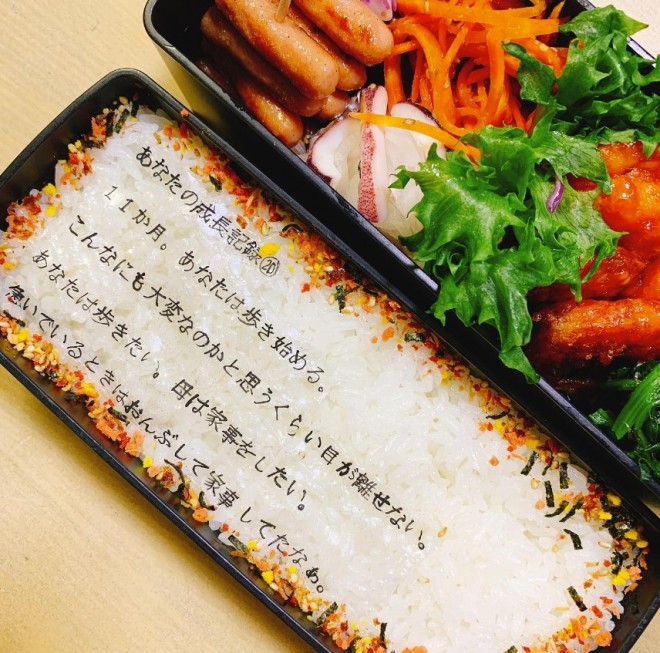 あなたの成長記録④
１１か月。あなたは歩き始める。
こんなにも大変なのかと思うくらい目が離せない。
あなたは歩きたい。母は家事をしたい。
急いでいるときはおんぶして家事してたなぁ。